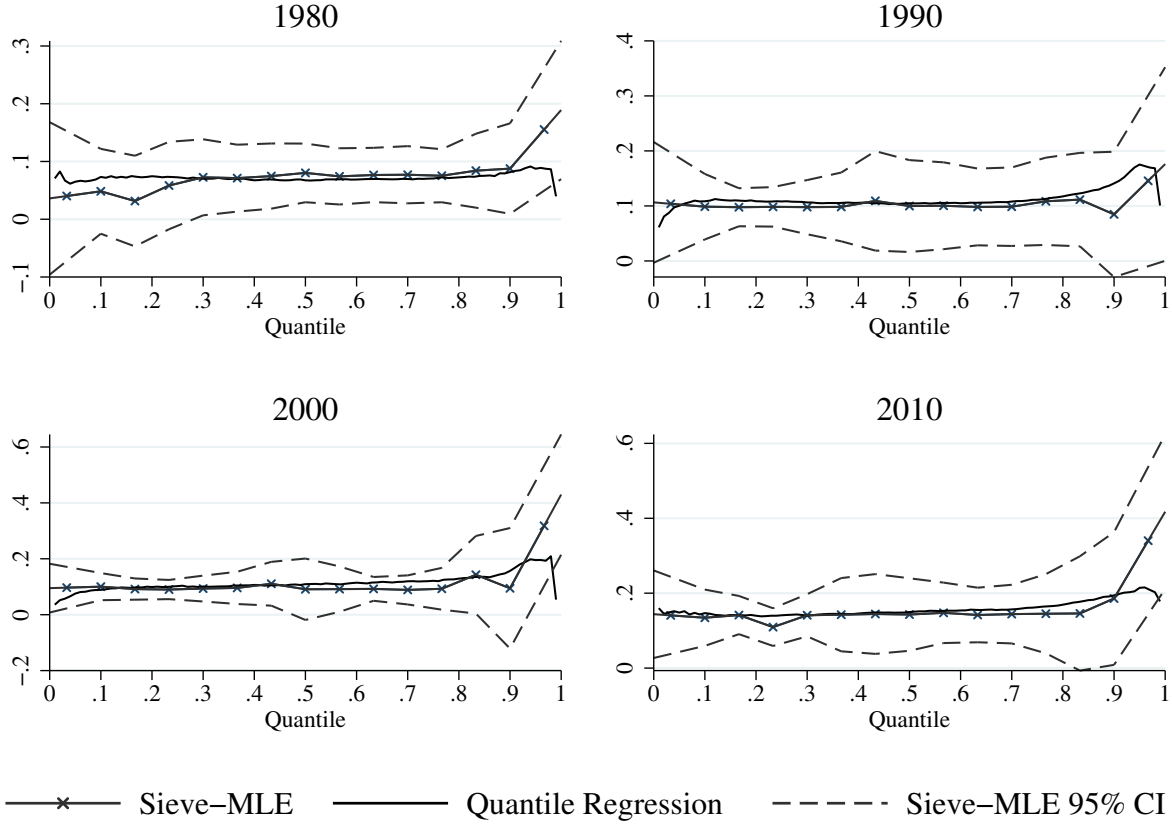 1980
.3
.2
.1
0
−.1
0 .1 .2 .3 .4 .5 .6 .7 .8 .9 1
Quantile
1990
.4
.3
.2
.1
0
0 .1 .2 .3 .4 .5 .6 .7 .8 .9 1
Quantile
2000
.6
.4
.2
0
−.2
0 .1 .2 .3 .4 .5 .6 .7 .8 .9 1
Quantile
2010
.6
.4
.2
0
0 .1 .2 .3 .4 .5 .6 .7 .8 .9 1
Quantile
Sieve−MLE Quantile Regression Sieve−MLE 95% CI